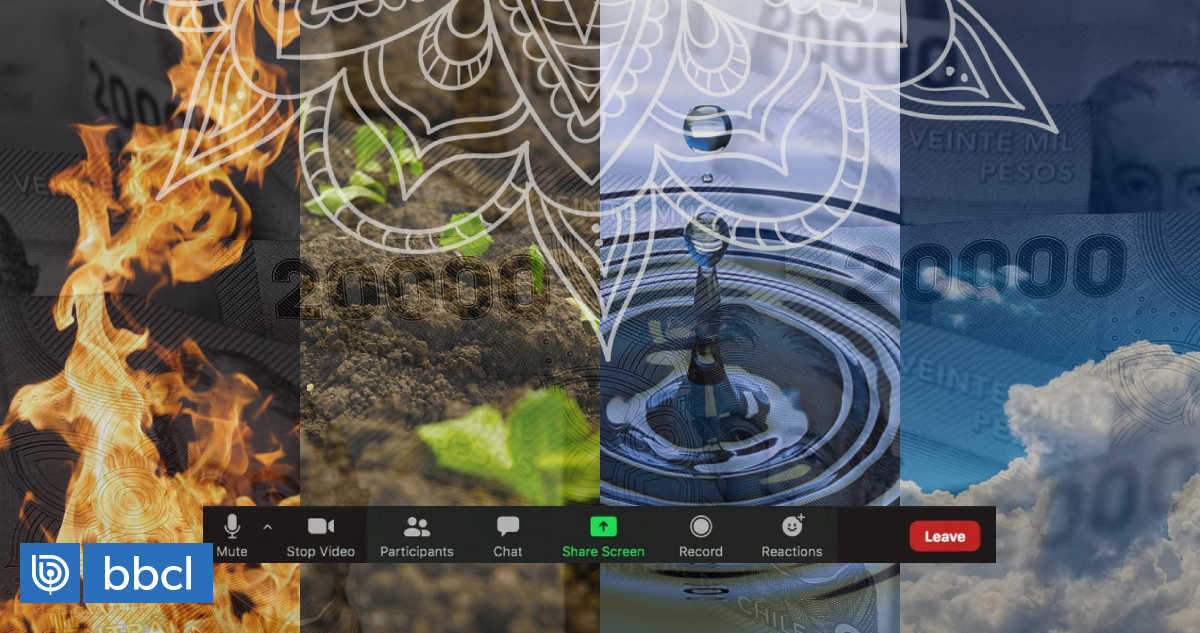 VEINTE MIL
PESOS
20000
20000
VEINTE MIL
PESOS
Mute
Stop Video
Participants
Chat
Share Screen
Record
Reactions
Leave
bbcl
CHILE